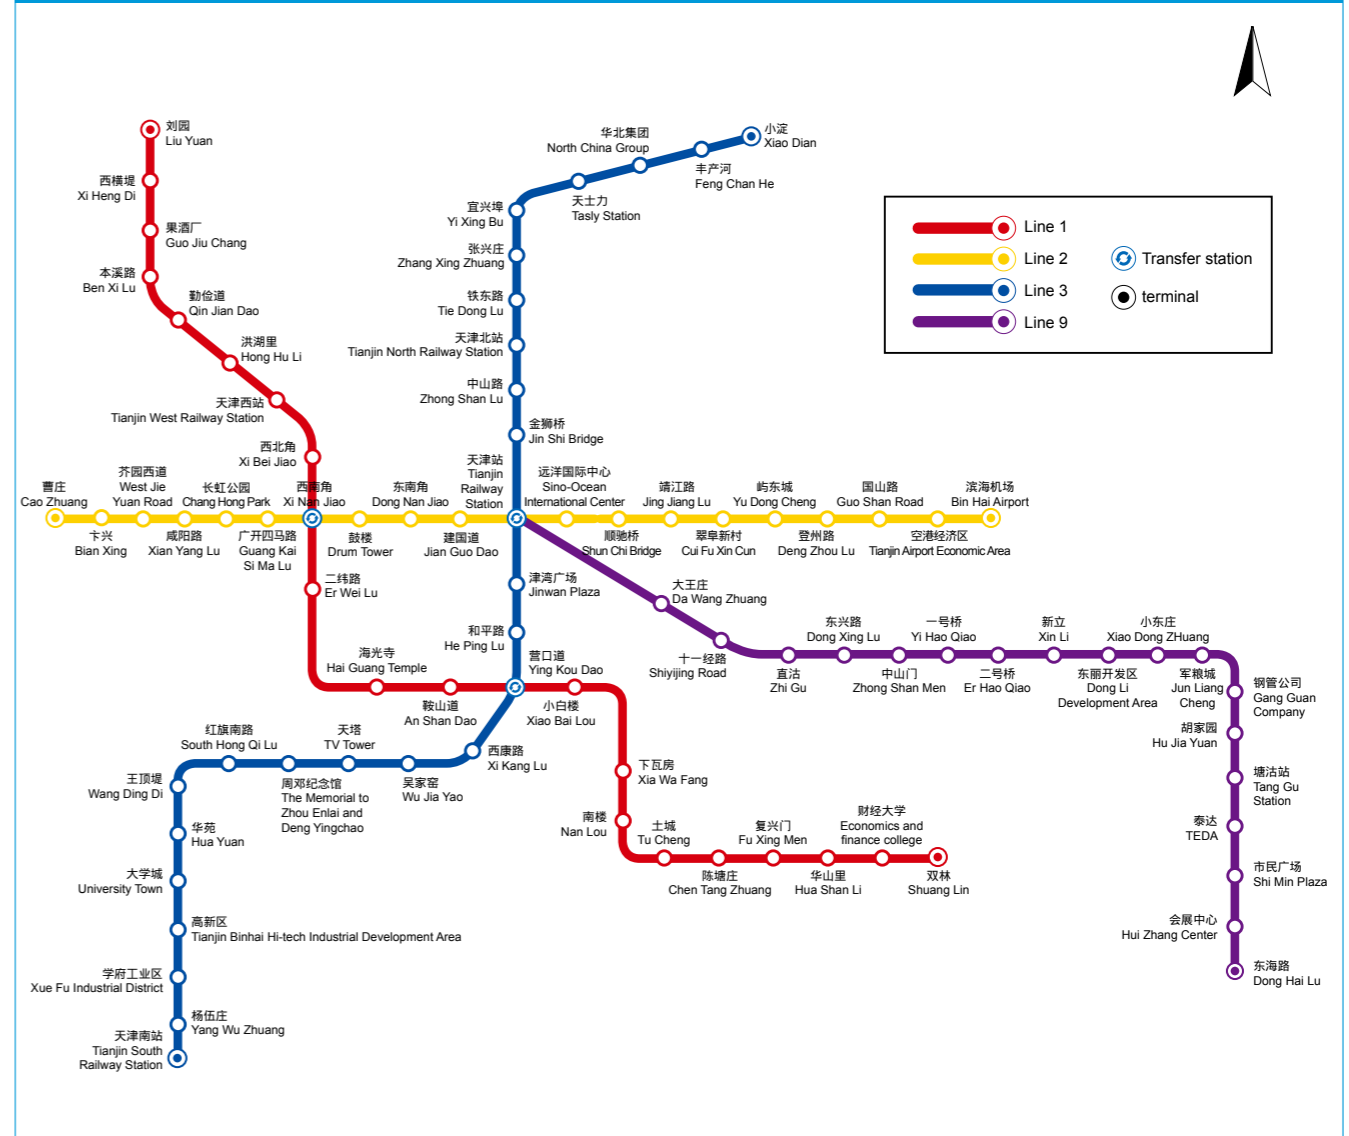 刘园
Liu Yuan
西横堤
Xi Heng Di
果酒厂
Guo Jiu Chang
本溪路
Ben Xi Lu
勤俭道
Qin Jian Dao
洪湖里
Hong Hu Li
天津西站
Tianjin West Railway Station
西北角
Xi Bei Jiao
华北集团
North China Group
小淀
Xiao Dian
丰产河
Feng Chan He
天士力
Tasly Station
宜兴埠
Yi Xing Bu
张兴庄
Zhang Xing Zhuang
铁东路
Tie Dong Lu
天津北站
Tianjin North Railway Station
中山路
Zhong Shan Lu
金狮桥
Jin Shi Bridge
天津站
Tianjin
Railway
Station
Line 1
Line 2
Line 3
Line 9
Transfer station
terminal
曹庄
Cao Zhuang
卞兴
Bian Xing
芥园西道
West Jie
Yuan Road
咸阳路
Xian Yang Lu
长虹公园
Chang Hong Park
广开四马路
Guang Kai
Si Ma Lu
西南角
Xi Nan Jiao
鼓楼
Drum Tower
东南角
Dong Nan Jiao
建国道
Jian Guo Dao
远洋国际中心
Sino-Ocean
International Center
顺驰桥
Shun Chi Bridge
靖江路
Jing Jiang Lu
翠阜新村
Cui Fu Xin Cun
屿东城
Yu Dong Cheng
登州路
Deng Zhou Lu
国山路
Guo Shan Road
空港经济区
Tianjin Airport Economic Area
滨海机场
Bin Hai Airport
二纬路
Er Wei Lu
海光寺
Hai Guang Temple
鞍山道
An Shan Dao
津湾广场
Jinwan Plaza
和平路
He Ping Lu
营口道
Ying Kou Dao
小白楼
Xiao Bai Lou
下瓦房
Xia Wa Fang
南楼
Nan Lou
土城
Tu Cheng
陈塘庄
Chen Tang Zhuang
复兴门
Fu Xing Men
华山里
Hua Shan Li
财经大学
Economics and
finance college
双林
Shuang Lin
大王庄
Da Wang Zhuang
十一经路
Shiyijing Road
直沽
Zhi Gu
东兴路
Dong Xing Lu
中山门
Zhong Shan Men
一号桥
Yi Hao Qiao
二号桥
Er Hao Qiao
新立
Xin Li
东丽开发区
Dong Li
Development Area
小东庄
Xiao Dong ZHuang
军粮城
Jun Liang
Cheng
钢管公司
Gang Guan
Company
胡家园
Hu Jia Yuan
塘沽站
Tang Gu
Station
泰达
TEDA
市民广场
Shi Min Plaza
会展中心
Hui Zhang Center
东海路
Dong Hai Lu
西康路
Xi Kang Lu
吴家窑
Wu Jia Yao
天塔
TV Tower
周邓纪念馆
The Memorial to
Zhou Enlai and
Deng Yingchao
红旗南路
South Hong Qi Lu
王顶堤
Wang Ding Di
华苑
Hua Yuan
大学城
University Town
高新区
Tianjin Binhai Hi-tech Industrial Development Area
学府工业区
Xue Fu Industrial District
杨伍庄
Yang Wu Zhuang
天津南站
Tianjin South
Railway Station